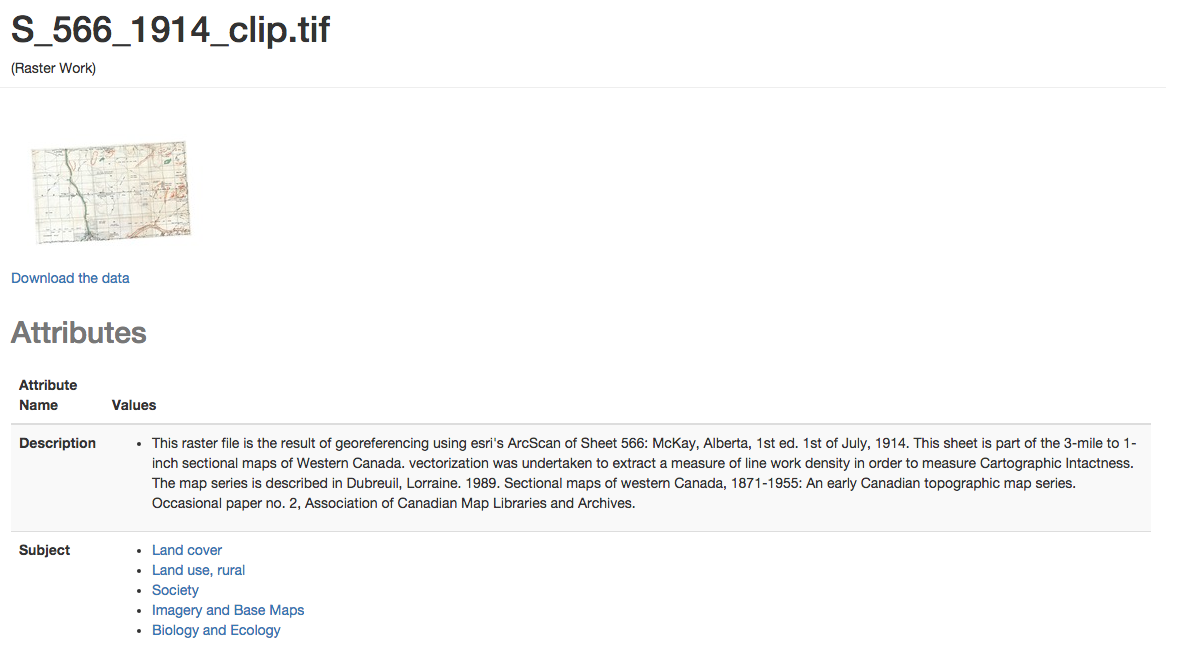 S_566_1914_clip.tif
(Raster Work)
Download the data
Attributes
Attribute
Name
Values
Description
• This raster file is the result of georeferencing using esri's ArcScan of Sheet 566: McKay, Alberta, 1st ed. 1st of July, 1914. This sheet is part of the 3-mile to 1-
inch sectional maps of Western Canada. vectorization was undertaken to extract a measure of line work density in order to measure Cartographic Intactness.
The map series is described in Dubreuil, Lorraine. 1989. Sectional maps of western Canada, 1871-1955: An early Canadian topographic map series.
Occasional paper no. 2, Association of Canadian Map Libraries and Archives.
Subject
• Land cover
• Land use, rural
• Society
• Imagery and Base Maps
• Biology and Ecology